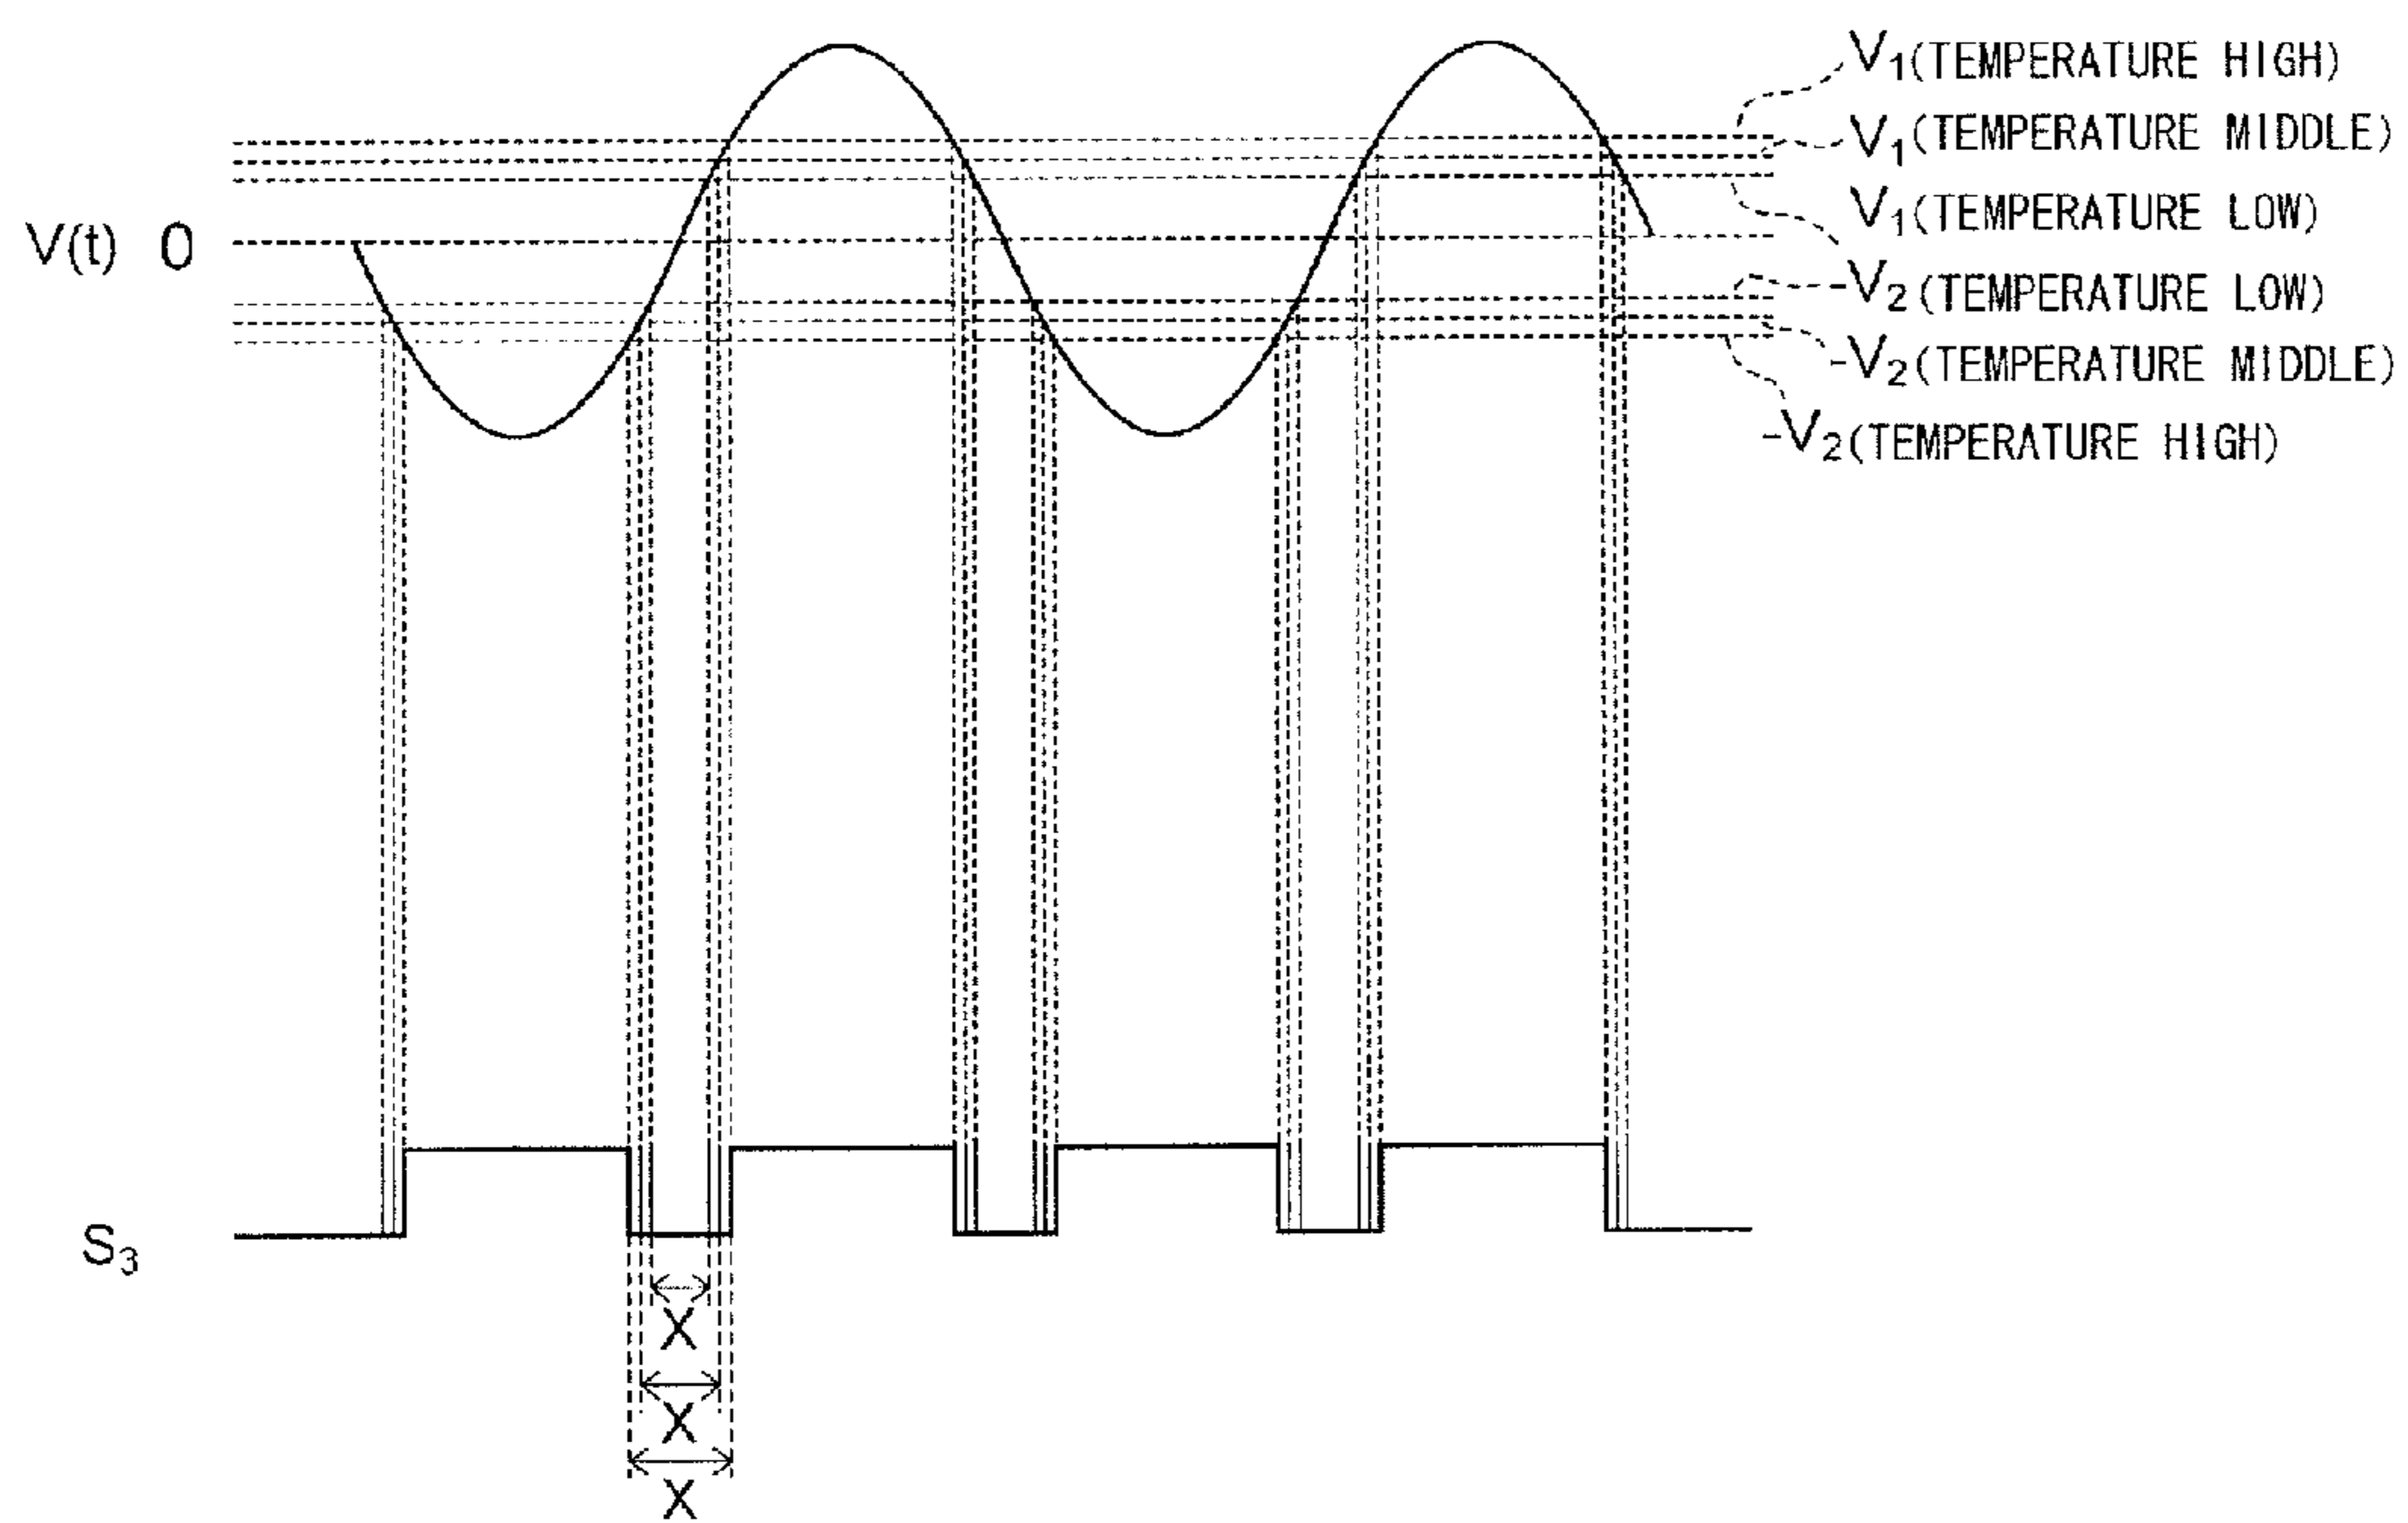 V1(TEMPERATURE HIGH)
V1(TEMPERATURE MIDDLE)
V1(TEMPERATURE LOW)
V(t) 0
-V2(TEMPERATURE LOW)
-V2(TEMPERATURE MIDDLE)
-V2(TEMPERATURE HIGH)
S3
X
X
X